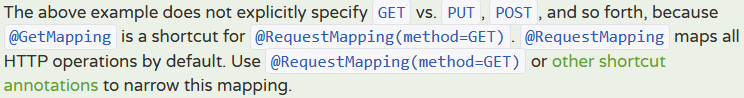 The above example does not explicitly specify GET vs. PUT, POST, and so forth, because
@GetMapping is a shortcut for @RequestMapping(method=GET). @RequestMapping maps all
HTTP operations by default. Use @RequestMapping(method=GET) or other shortcut
annotations to narrow this mapping.